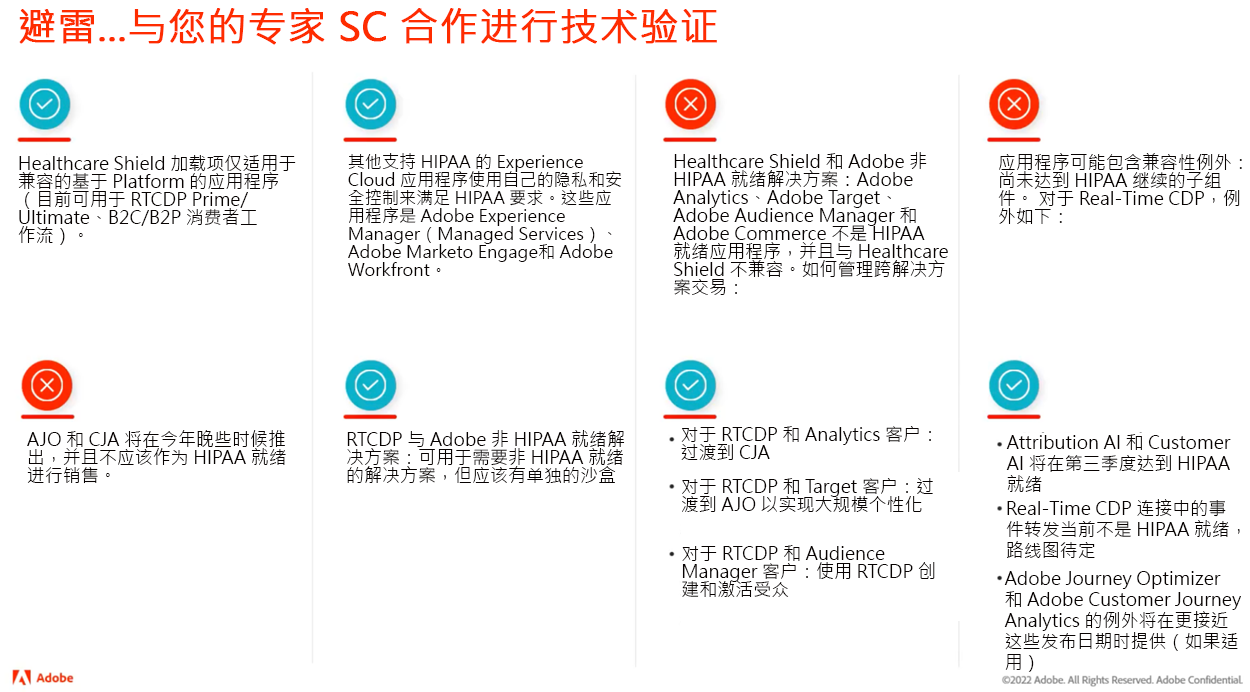 避雷...与您的专家 SC 合作进行技术验证
Healthcare Shield 加载项仅适用于
兼容的基于 Platform 的应用程序
（目前可用于 RTCDP Prime/
Ultimate、B2C/B2P 消费者工
作流）。
其他支持 HIPAA 的 Experience
Cloud 应用程序使用自己的隐私和安
全控制来满足 HIPAA 要求。这些应
用程序是 Adobe Experience
Manager（Managed Services）、
Adobe Marketo Engage和 Adobe
Workfront。
Healthcare Shield 和 Adobe 非
HIPAA 就绪解决方案：Adobe
Analytics、Adobe Target、
Adobe Audience Manager 和
Adobe Commerce 不是 HIPAA
就绪应用程序，并且与 Healthcare
Shield 不兼容。如何管理跨解决方
案交易：
应用程序可能包含兼容性例外：
尚未达到 HIPAA 继续的子组
件。 对于 Real-Time CDP，例
外如下：
AJO 和 CJA 将在今年晚些时候推
出，并且不应该作为 HIPAA 就绪
进行销售。
RTCDP 与 Adobe 非 HIPAA 就绪解
决方案：可用于需要非 HIPAA 就绪
的解决方案，但应该有单独的沙盒
• 对于 RTCDP 和 Analytics 客户：
过渡到 CJA
• 对于 RTCDP 和 Target 客户：过
渡到 AJO 以实现大规模个性化
• 对于 RTCDP 和 Audience
Manager 客户：使用 RTCDP 创
建和激活受众
• Attribution AI 和 Customer
AI 将在第三季度达到 HIPAA
就绪
• Real-Time CDP 连接中的事
件转发当前不是 HIPAA 就绪，
路线图待定
• Adobe Journey Optimizer
和 Adobe Customer Journey
Analytics 的例外将在更接近
这些发布日期时提供（如果适
用）
Adobe
©2022 Adobe. All Rights Reserved. Adobe Confidential.